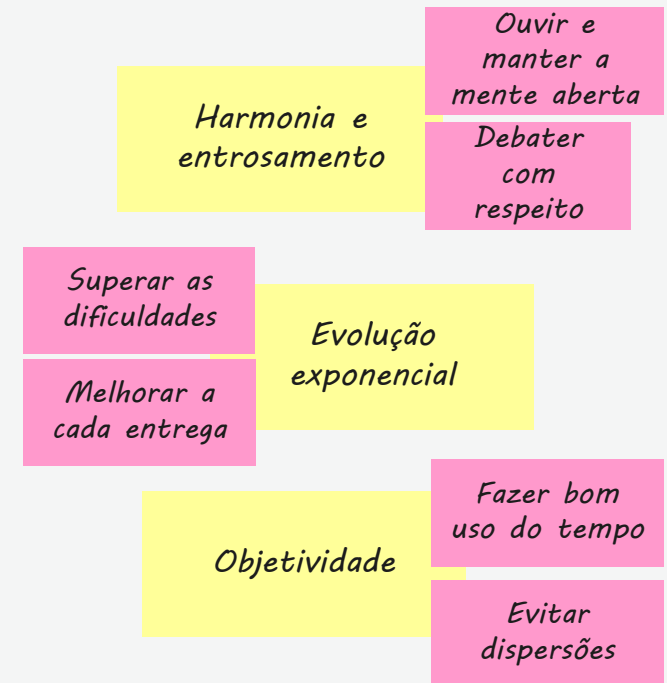 Harmonia e
entrosamento
Ouvir e
manter a
mente aberta
Debater
com
respeito
Evolução
exponencial
Superar as
dificuldades
Melhorar a
cada entrega
Objetividade
Fazer bom
uso do tempo
Evitar
dispersões